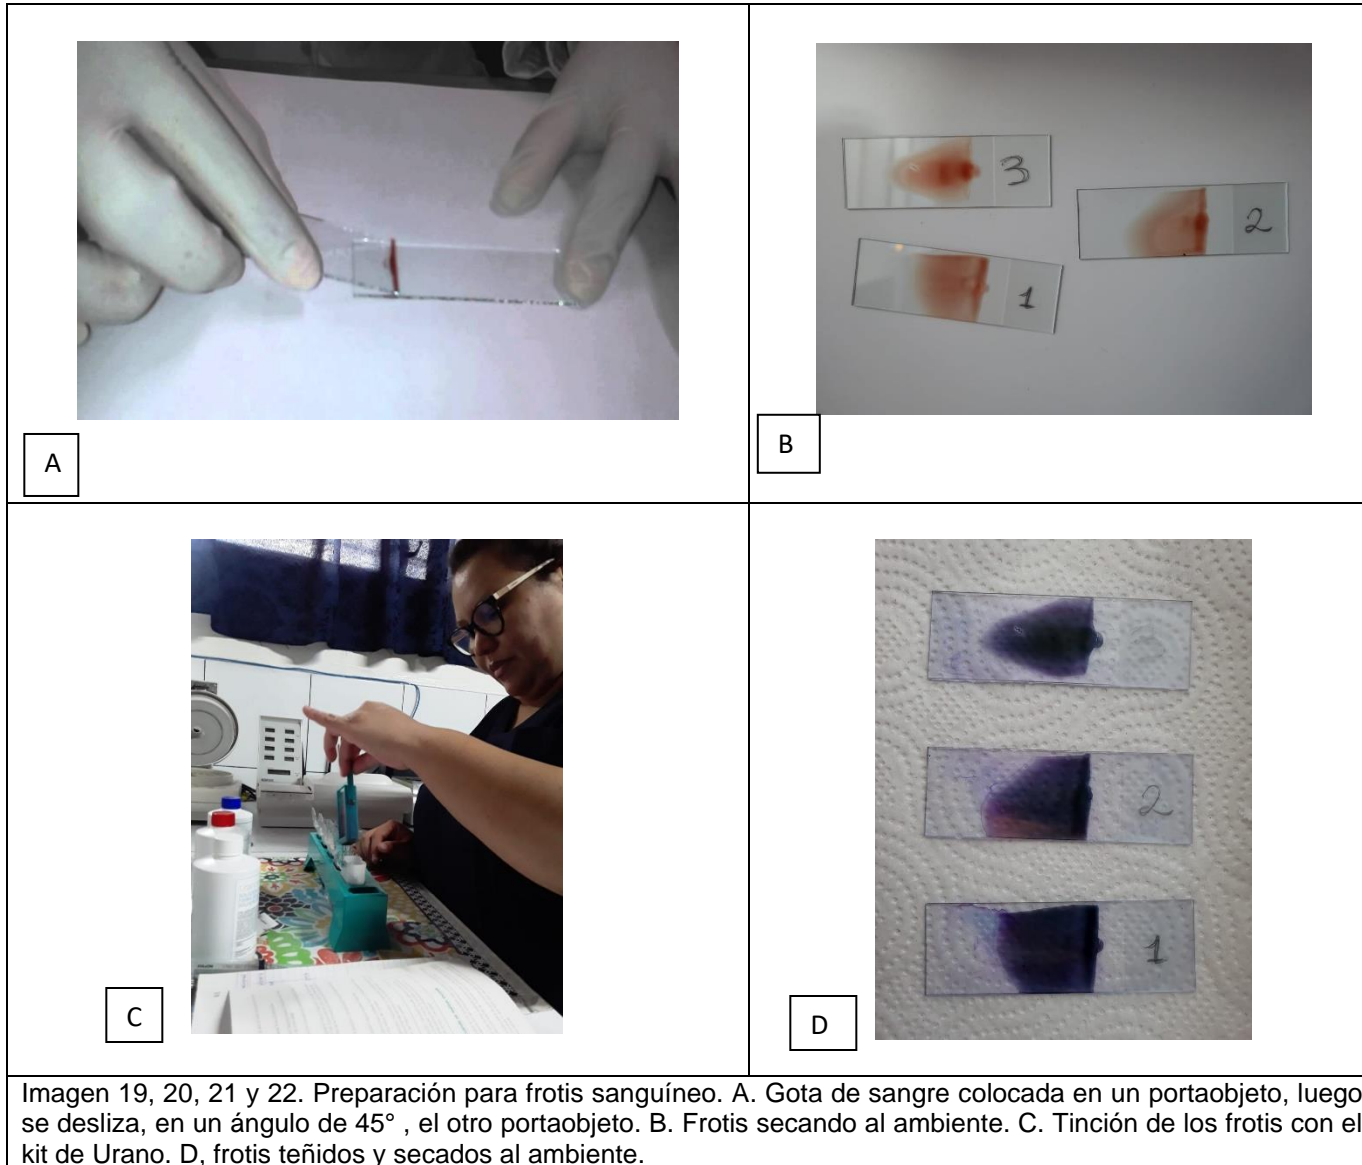 3
2
1
A
B
2
1
C
D
Imagen 19, 20, 21 y 22. Preparación para frotis sanguíneo. A. Gota de sangre colocada en un portaobjeto, luego
se desliza, en un ángulo de 45° , el otro portaobjeto. B. Frotis secando al ambiente. C. Tinción de los frotis con el
kit de Urano. D, frotis teñidos y secados al ambiente.